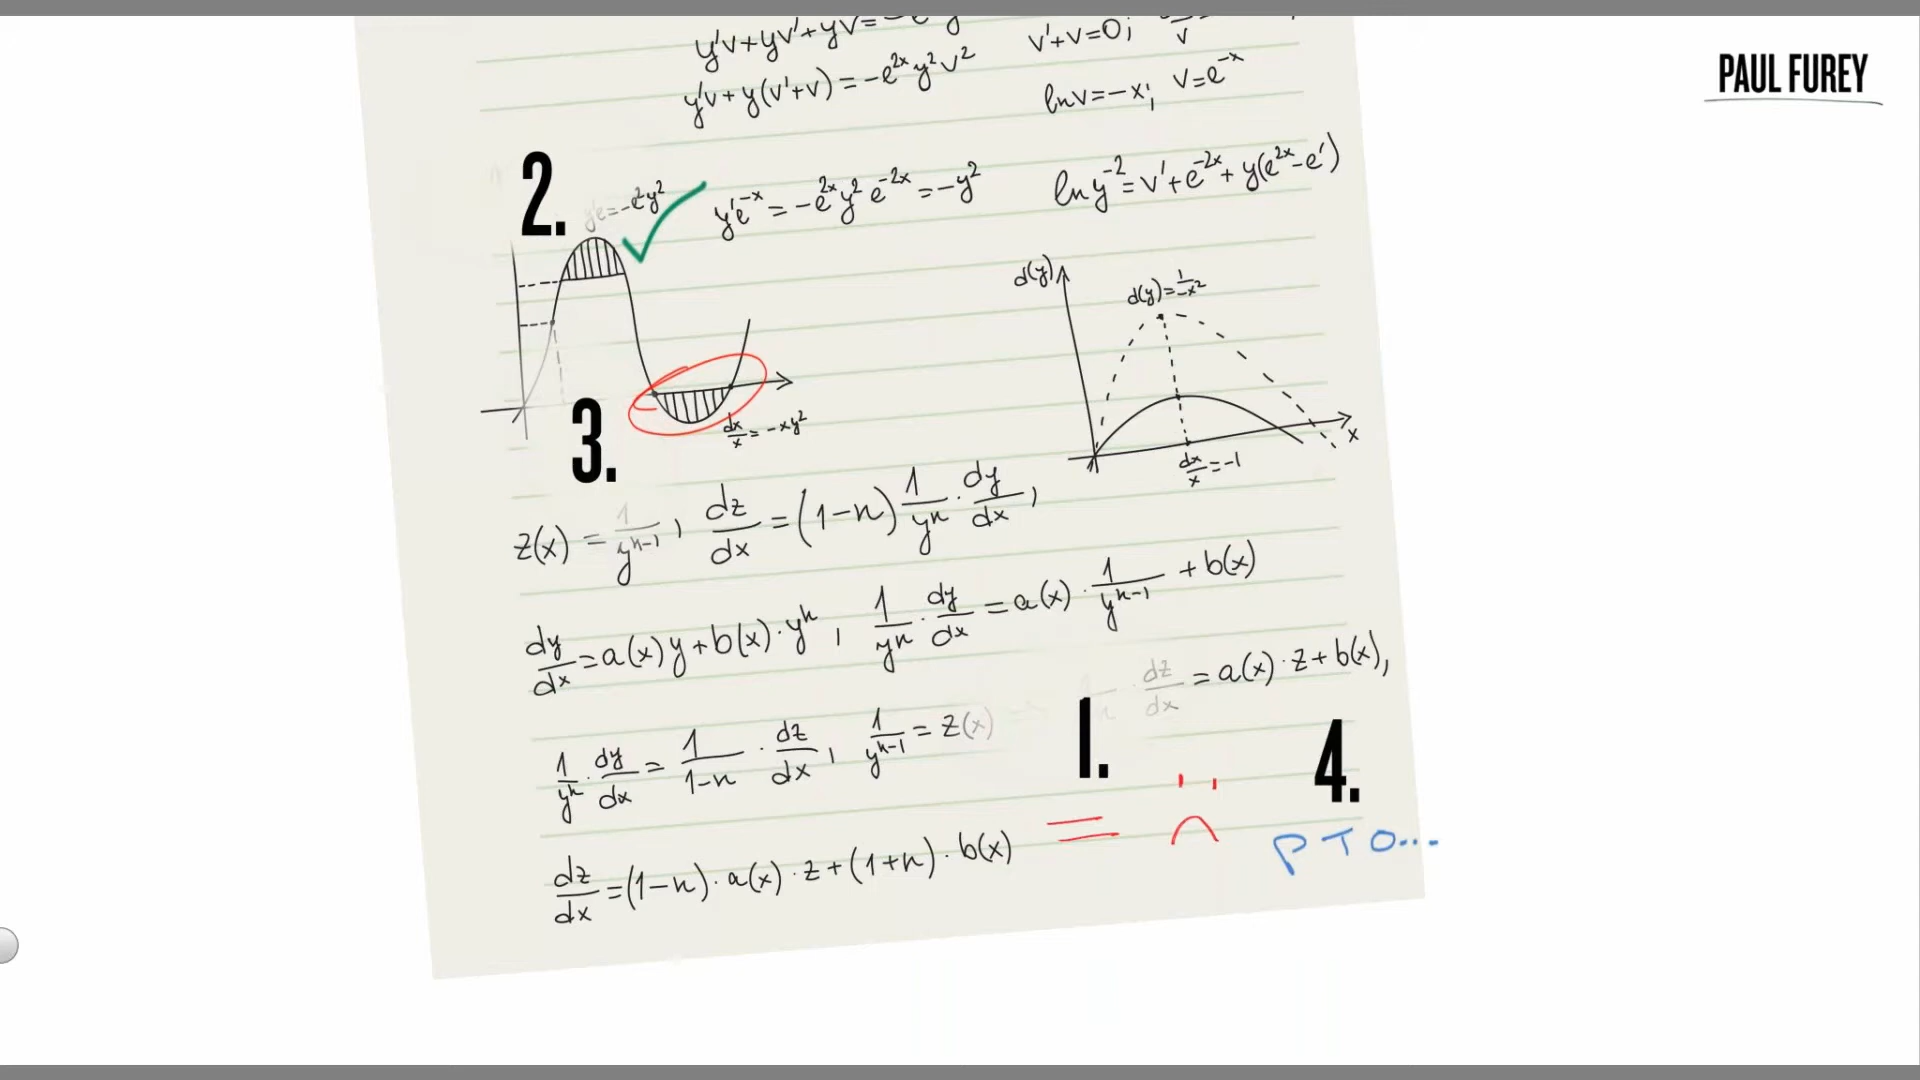 PAUL FUREY
y'v+yv'+yv=
v'+v=0;
v
y'v+y(v'+v)=-e^{2x}y^2v^2
lnv=-x; v=e^{-x}
2.
y'e=-e^2y^2
y'e^{-x}=-e^{2x}y^2e^{-2x}=-y^2
lny^{-2}=v'+e^{-2x}+y(e^{2x}-e')
d(y)
d(y)=1/-x^2
3.
dx/x=-xy^2
x
dx/x=-1
z(x)=1/y^{n-1}, dz/dx=(1-n)1/y^n·dy/dx,
dy/dx=a(x)y+b(x)·y^n, 1/y^n·dy/dx=a(x)·1/y^{n-1}+b(x)
·dz/dx=a(x)·z+b(x),
1/y^n·dy/dx=1/1-n·dz/dx, 1/y^{n-1}=z(x)
1.
4.
dz/dx=(1-n)·a(x)·z+(1+n)·b(x)
=
PTO...